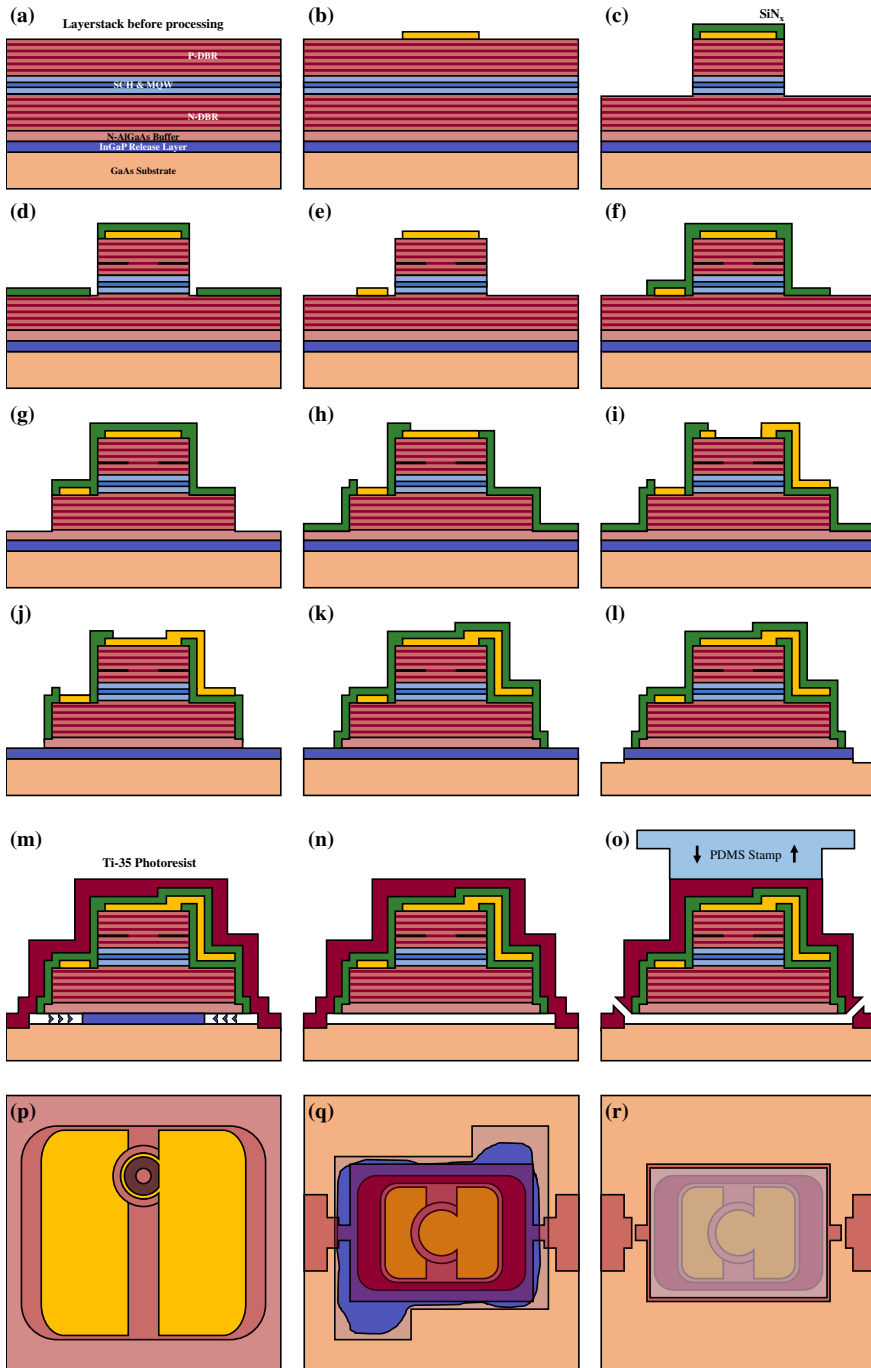 (a)
Layerstack before processing
P-DBR
SCH & MQW
N-DBR
N-AlGaAs Buffer
InGaP Release Layer
GaAs Substrate
(b)
(c)
SiNₓ
(d)
(e)
(f)
(g)
(h)
(i)
(j)
(k)
(l)
(m)
Ti-35 Photoresist
(n)
(o)
PDMS Stamp
(p)
(q)
(r)